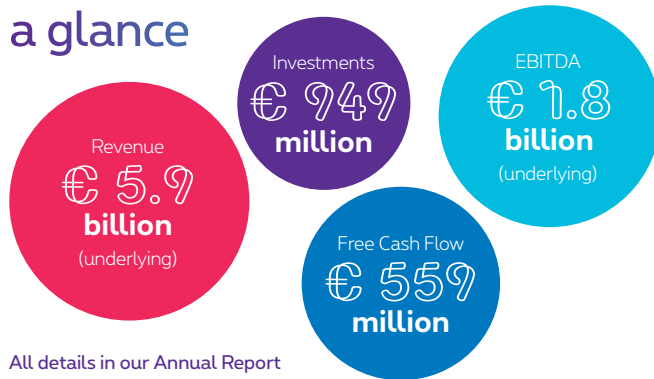 a glance
Investments
€ 949
million
EBITDA
€ 1.8
billion
(underlying)
Revenue
€ 5.9
billion
(underlying)
Free Cash Flow
€ 559
million
All details in our Annual Report